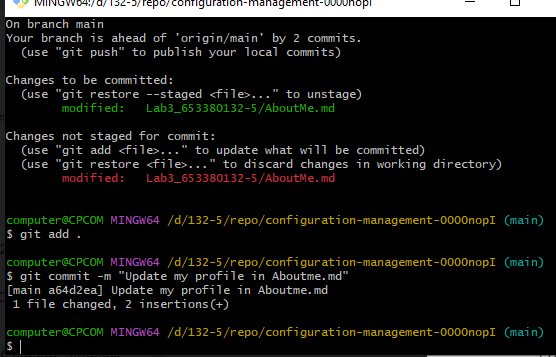 MINGW64:/d/132-5/repo/configuration-management-0000nopI
On branch main
Your branch is ahead of 'origin/main' by 2 commits.
  (use "git push" to publish your local commits)
Changes to be committed:
  (use "git restore --staged <file>..." to unstage)
        modified:   Lab3_653380132-5/AboutMe.md
Changes not staged for commit:
  (use "git add <file>..." to update what will be committed)
  (use "git restore <file>..." to discard changes in working directory)
        modified:   Lab3_653380132-5/AboutMe.md
computer@CPCOM MINGW64 /d/132-5/repo/configuration-management-0000nopI (main)
$ git add .
computer@CPCOM MINGW64 /d/132-5/repo/configuration-management-0000nopI (main)
$ git commit -m "Update my profile in Aboutme.md"
[main a64d2ea] Update my profile in Aboutme.md
 1 file changed, 2 insertions(+)
computer@CPCOM MINGW64 /d/132-5/repo/configuration-management-0000nopI (main)
$